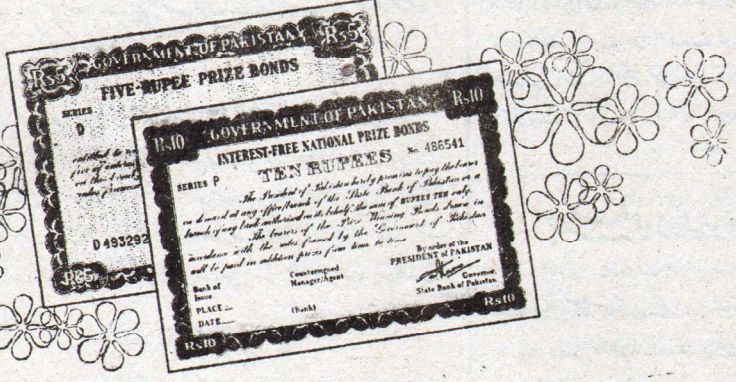 Rs5 GOVERNMENT OF PAKISTAN Rs5
FIVE-RUPEE PRIZE BONDS
SERIES
D
D 493292
Rs5
Rs10 GOVERNMENT OF PAKISTAN Rs10
INTEREST-FREE NATIONAL PRIZE BONDS
SERIES P TEN RUPEES No 486541
The President of Pakistan hereby promises to pay the bearer
on demand at any office/branch of the State Bank of Pakistan or a
branch of any bank authorised on its behalf the sum of RUPEES TEN only.
The bearers of the Prize Winning Bonds drawn in
accordance with the rules framed by the Government of Pakistan
will be paid in addition prizes from time to time
By order of the
PRESIDENT of PAKISTAN
Bank of
Issue
Countersigned
Manager/Agent
Governor,
State Bank of Pakistan.
PLACE
(Bank)
DATE
Rs10
Rs10